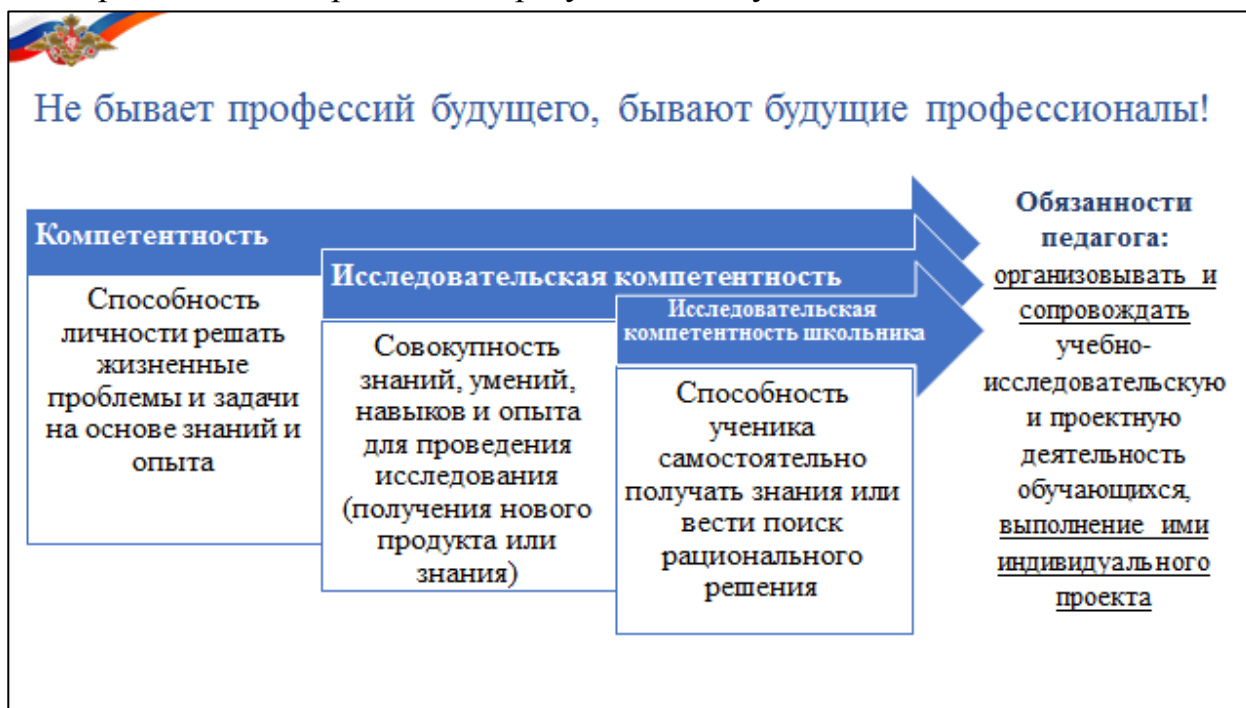 Не бывает профессий будущего, бывают будущие профессионалы!
Компетентность
Способность
личности решать
жизненные
проблемы и задачи
на основе знаний и
опыта
Исследовательская компетентность
Совокупность
знаний, умений,
навыков и опыта
для проведения
исследования
(получения нового
продукта или
знания)
Исследовательская
компетентность школьника
Способность
ученика
самостоятельно
получать знания или
вести поиск
рационального
решения
Обязанности
педагога:
организовывать и
сопровождать
учебно-
исследовательскую
и проектную
деятельность
обучающихся,
выполнение ими
индивидуального
проекта